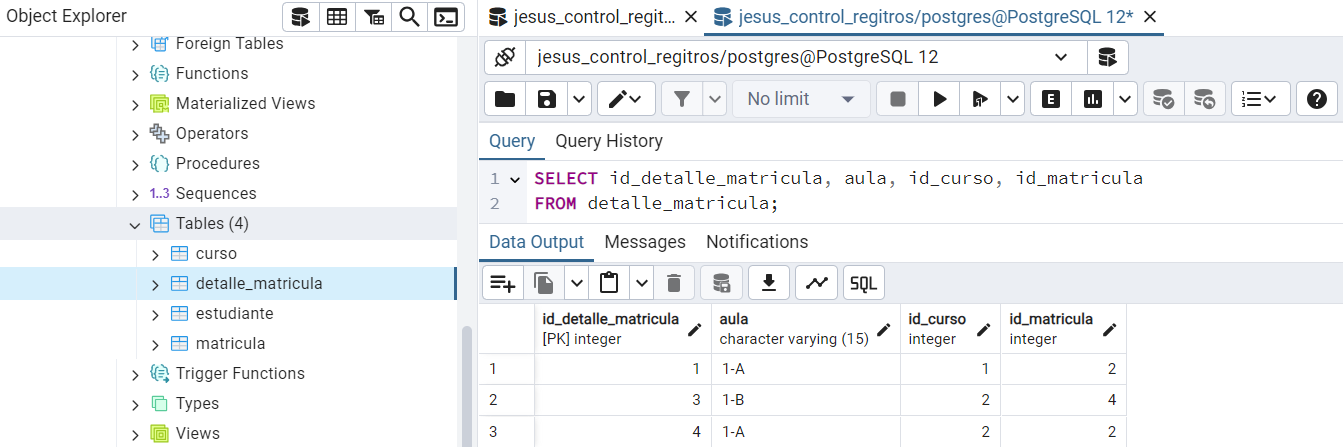 Object Explorer
Foreign Tables
Functions
Materialized Views
Operators
Procedures
1..3 Sequences
Tables (4)
curso
detalle_matricula
estudiante
matricula
Trigger Functions
Types
Views
jesus_control_regit...
jesus_control_regitros/postgres@PostgreSQL 12*
jesus_control_regitros/postgres@PostgreSQL 12
No limit
E
Query Query History
1 SELECT id_detalle_matricula, aula, id_curso, id_matricula
2 FROM detalle_matricula;
Data Output Messages Notifications
SQL
id_detalle_matricula aula id_curso id_matricula
[PK] integer character varying (15) integer integer
1 1 1-A 1 2
2 3 1-B 2 4
3 4 1-A 2 2